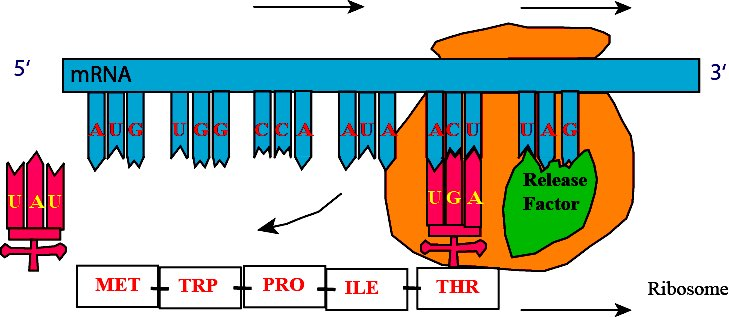 5'
mRNA
3'
A U G
U G G
C C A
A U A
A C U
U A G
U A U
U G A
Release
Factor
MET
TRP
PRO
ILE
THR
Ribosome